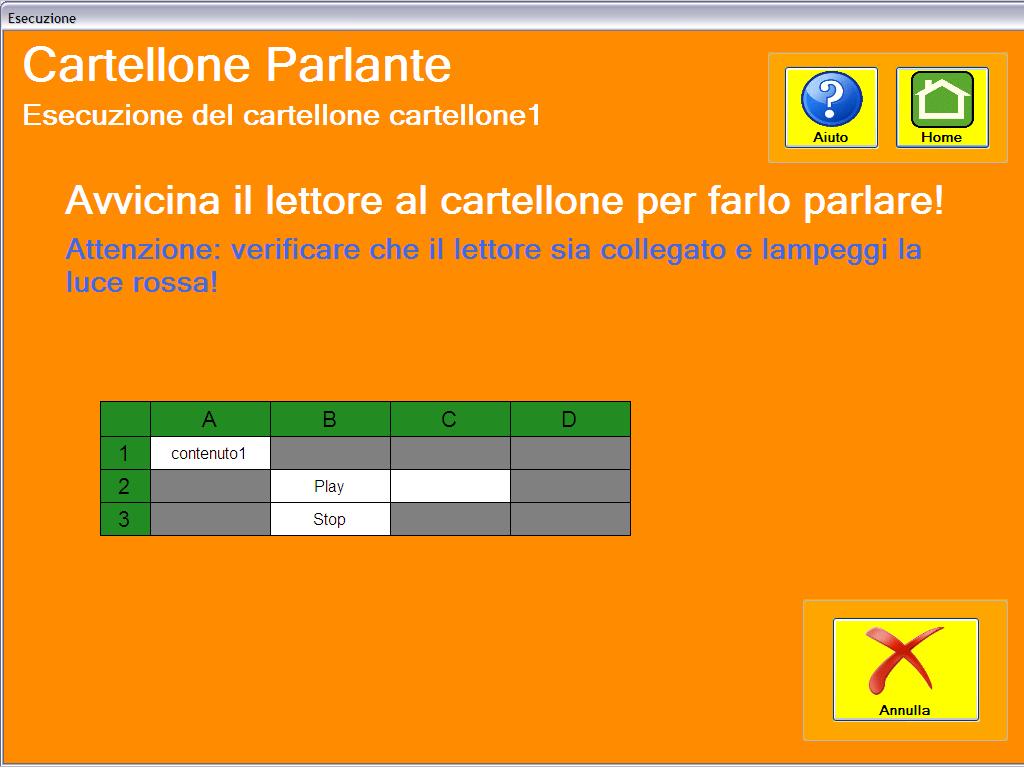 Esecuzione
Cartellone Parlante
Esecuzione del cartellone cartellone1
Aiuto
Home
Avvicina il lettore al cartellone per farlo parlare!
Attenzione: verificare che il lettore sia collegato e lampeggi la
luce rossa!
A B C D
1 contenuto1
2 Play
3 Stop
Annulla